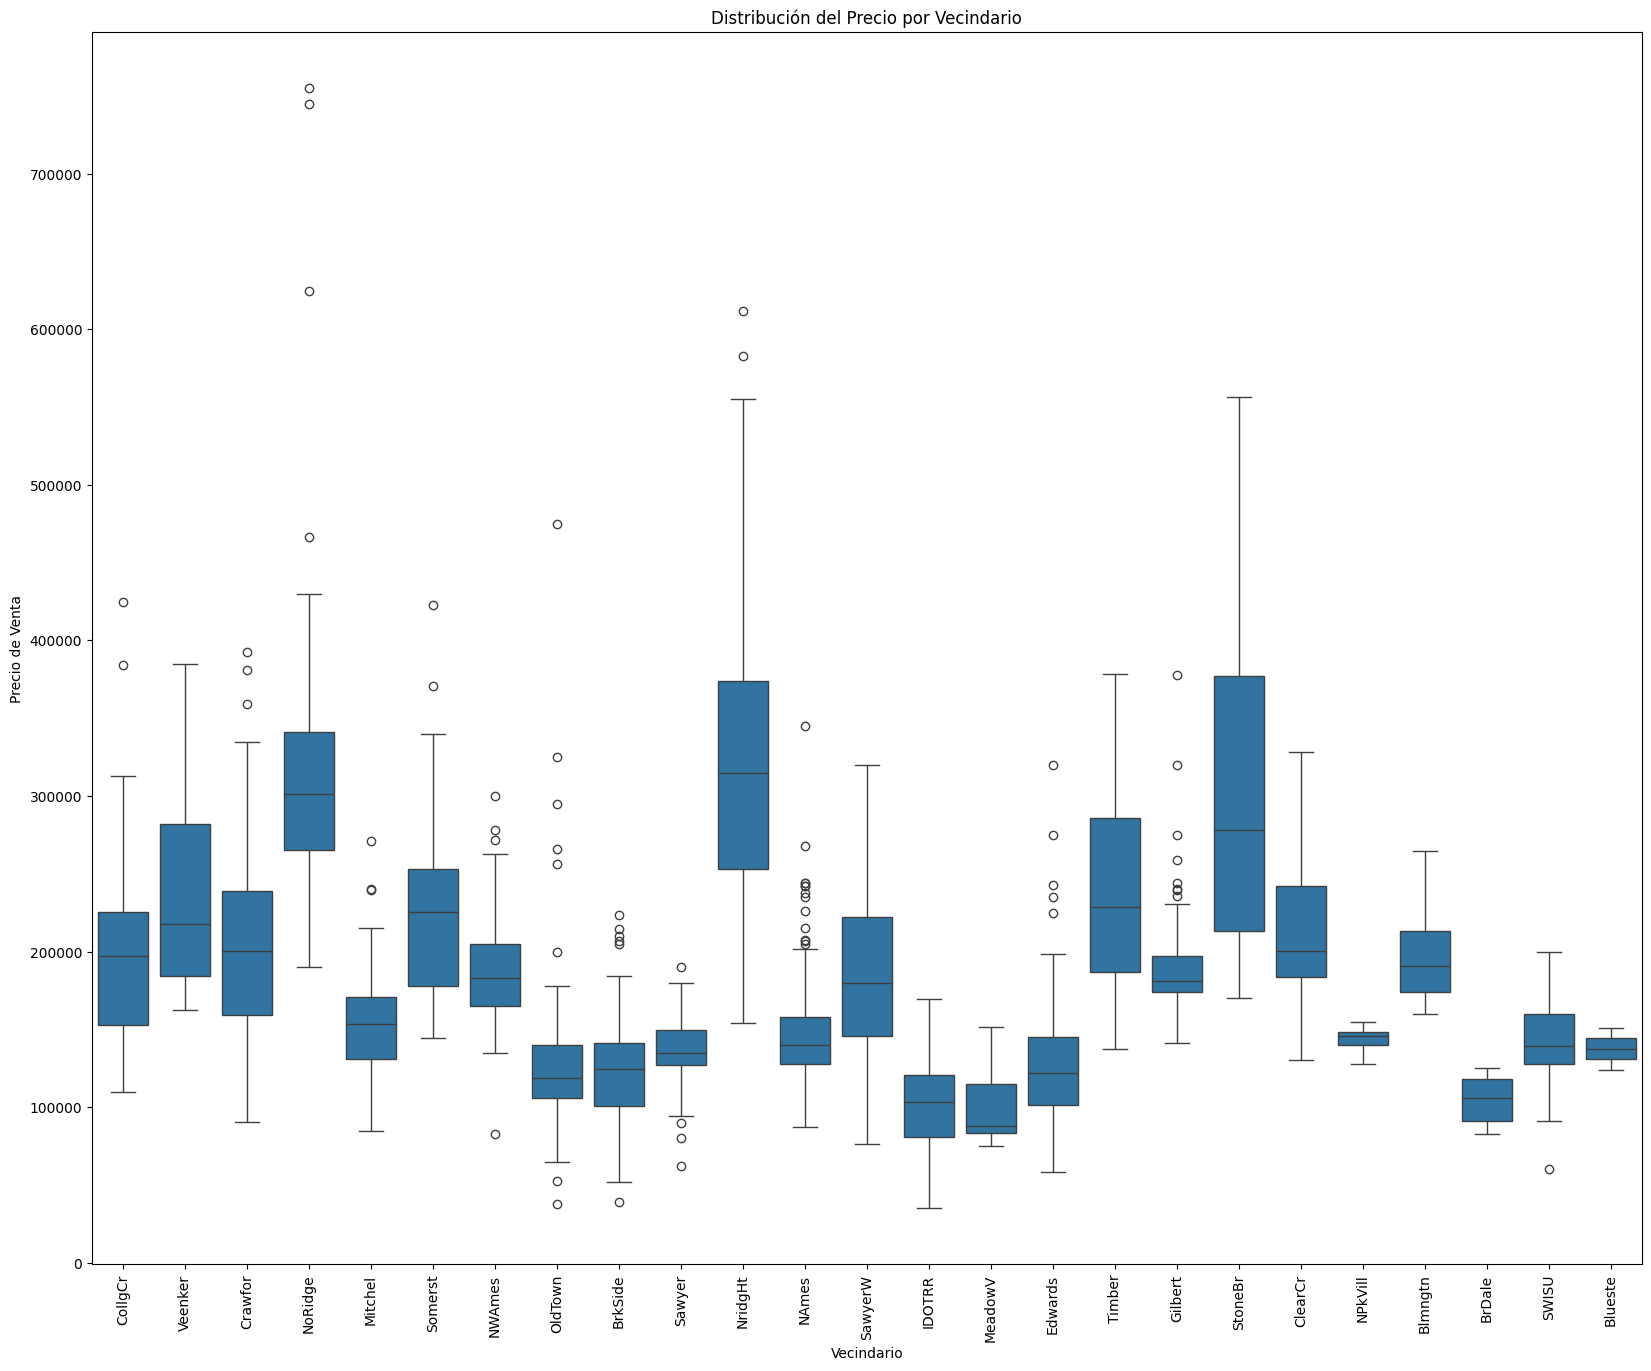 Distribución del Precio por Vecindario
Precio de Venta
700000
600000
500000
400000
300000
200000
100000
0
CollgCr
Veenker
Crawfor
NoRidge
Mitchel
Somerst
NWAmes
OldTown
BrkSide
Sawyer
NridgHt
NAmes
SawyerW
IDOTRR
MeadowV
Edwards
Timber
Gilbert
StoneBr
ClearCr
NPkVill
Blmngtn
BrDale
SWISU
Blueste
Vecindario